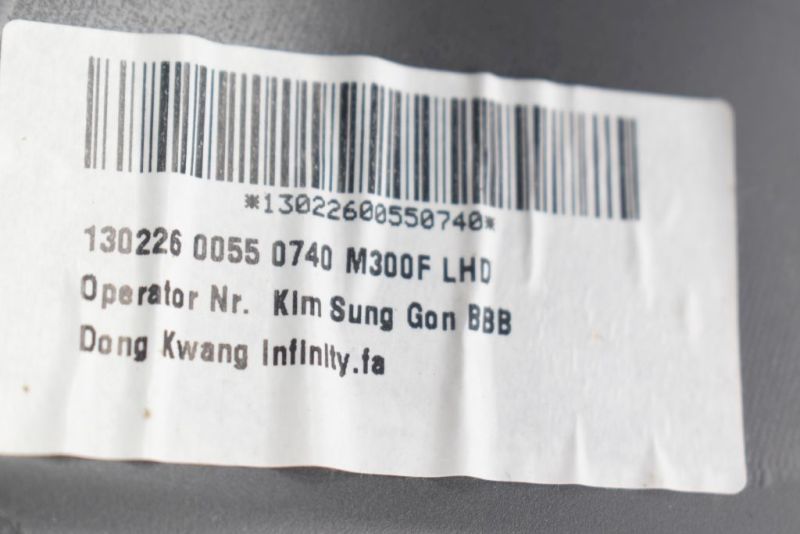 *13022600550740*
130226 0055 0740 M300F LHD
Operator Nr. Kim Sung Gon BBB
Dong Kwang Infinity.fa